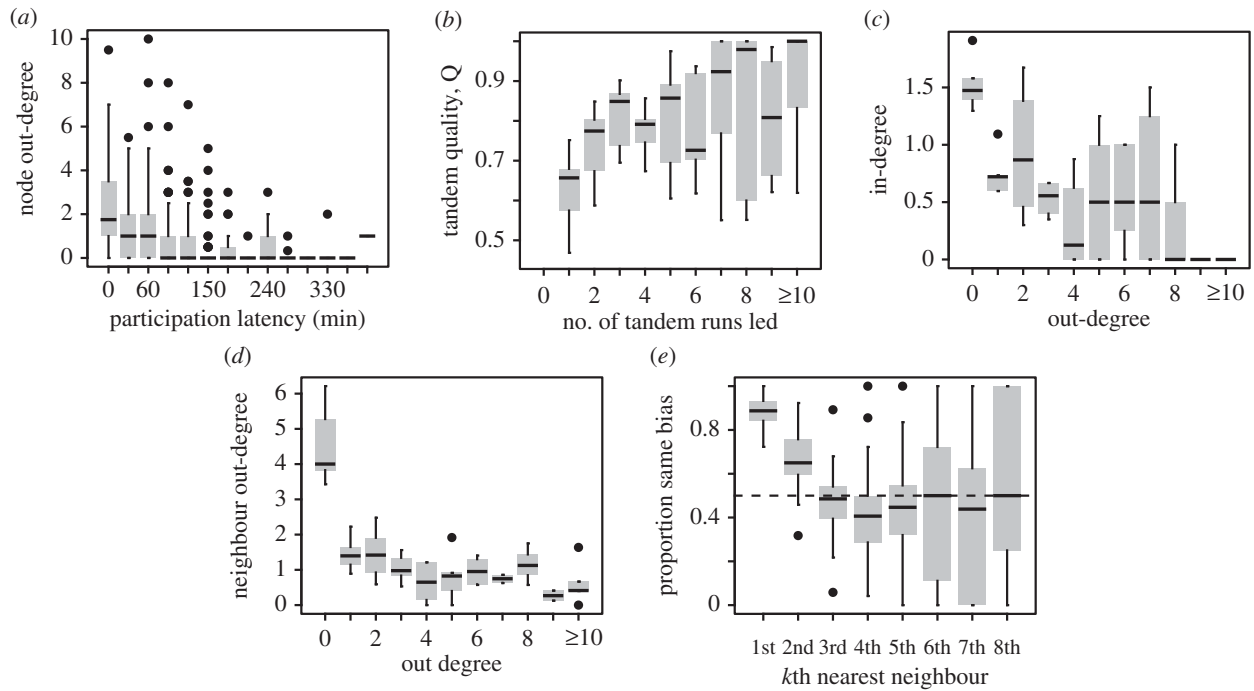 (a)
10
8
6
4
2
0
node out-degree
0 60 150 240 330
participation latency (min)
(b)
0.9
0.7
0.5
tandem quality, Q
0 2 4 6 8 ≥10
no. of tandem runs led
(c)
1.5
1.0
0.5
0
in-degree
0 2 4 6 8 ≥10
out-degree
(d)
6
5
4
3
2
1
0
neighbour out-degree
0 2 4 6 8 ≥10
out degree
(e)
0.8
0.4
0
proportion same bias
1st 2nd 3rd 4th 5th 6th 7th 8th
kth nearest neighbour